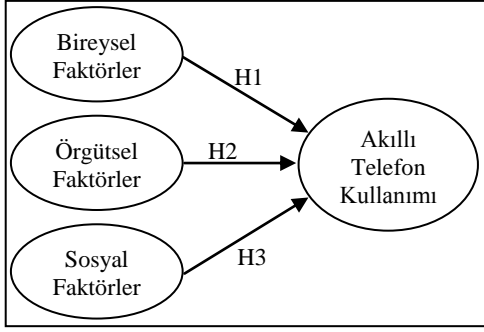 Bireysel
Faktörler
H1
Örgütsel
Faktörler
H2
Akıllı
Telefon
Kullanımı
Sosyal
Faktörler
H3